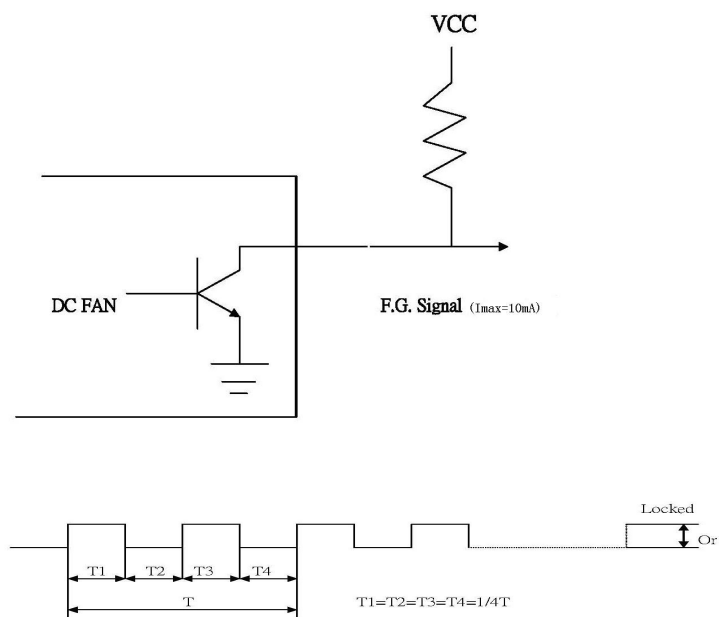 VCC
DC FAN
F.G. Signal (Imax=10mA)
Locked
Or
T1 T2 T3 T4
T
T1=T2=T3=T4=1/4T